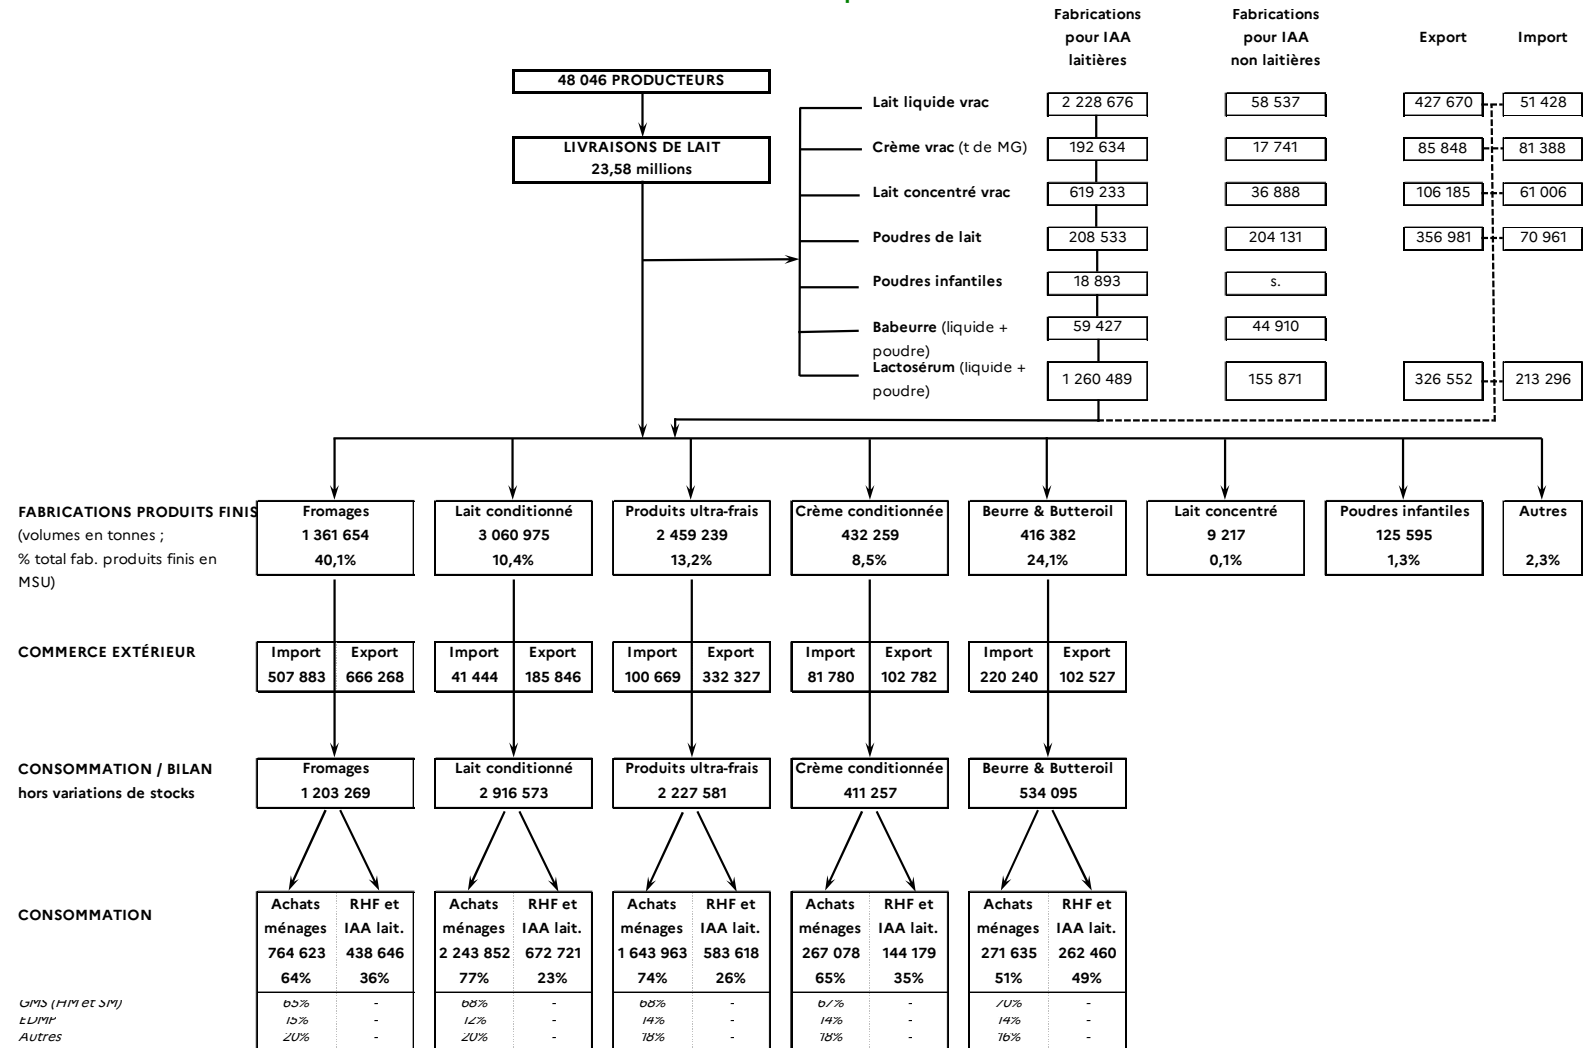 Fabrications
pour IAA
laitières
Fabrications
pour IAA
non laitières
Export
Import
48 046 PRODUCTEURS
LIVRAISONS DE LAIT
23,58 millions
Lait liquide vrac
2 228 676
58 537
427 670
51 428
Crème vrac (t de MG)
192 634
17 741
85 848
81 388
Lait concentré vrac
619 233
36 888
106 185
61 006
Poudres de lait
208 533
204 131
356 981
70 961
Poudres infantiles
18 893
s.
Babeurre (liquide +
poudre)
59 427
44 910
Lactosérum (liquide +
poudre)
1 260 489
155 871
326 552
213 296
FABRICATIONS PRODUITS FINIS
(volumes en tonnes ;
% total fab. produits finis en
MSU)
Fromages
1 361 654
40,1%
Lait conditionné
3 060 975
10,4%
Produits ultra-frais
2 459 239
13,2%
Crème conditionnée
432 259
8,5%
Beurre & Butteroil
416 382
24,1%
Lait concentré
9 217
0,1%
Poudres infantiles
125 595
1,3%
Autres
2,3%
COMMERCE EXTÉRIEUR
Import
507 883
Export
666 268
Import
41 444
Export
185 846
Import
100 669
Export
332 327
Import
81 780
Export
102 782
Import
220 240
Export
102 527
CONSOMMATION / BILAN
hors variations de stocks
Fromages
1 203 269
Lait conditionné
2 916 573
Produits ultra-frais
2 227 581
Crème conditionnée
411 257
Beurre & Butteroil
534 095
CONSOMMATION
Achats
ménages
764 623
64%
RHF et
IAA lait.
438 646
36%
Achats
ménages
2 243 852
77%
RHF et
IAA lait.
672 721
23%
Achats
ménages
1 643 963
74%
RHF et
IAA lait.
583 618
26%
Achats
ménages
267 078
65%
RHF et
IAA lait.
144 179
35%
Achats
ménages
271 635
51%
RHF et
IAA lait.
262 460
49%
GMS (HM et SM) 65% - 68% - 68% - 67% - 70% -
EDMP 15% - 12% - 14% - 14% - 14% -
Autres 20% - 20% - 18% - 18% - 16% -